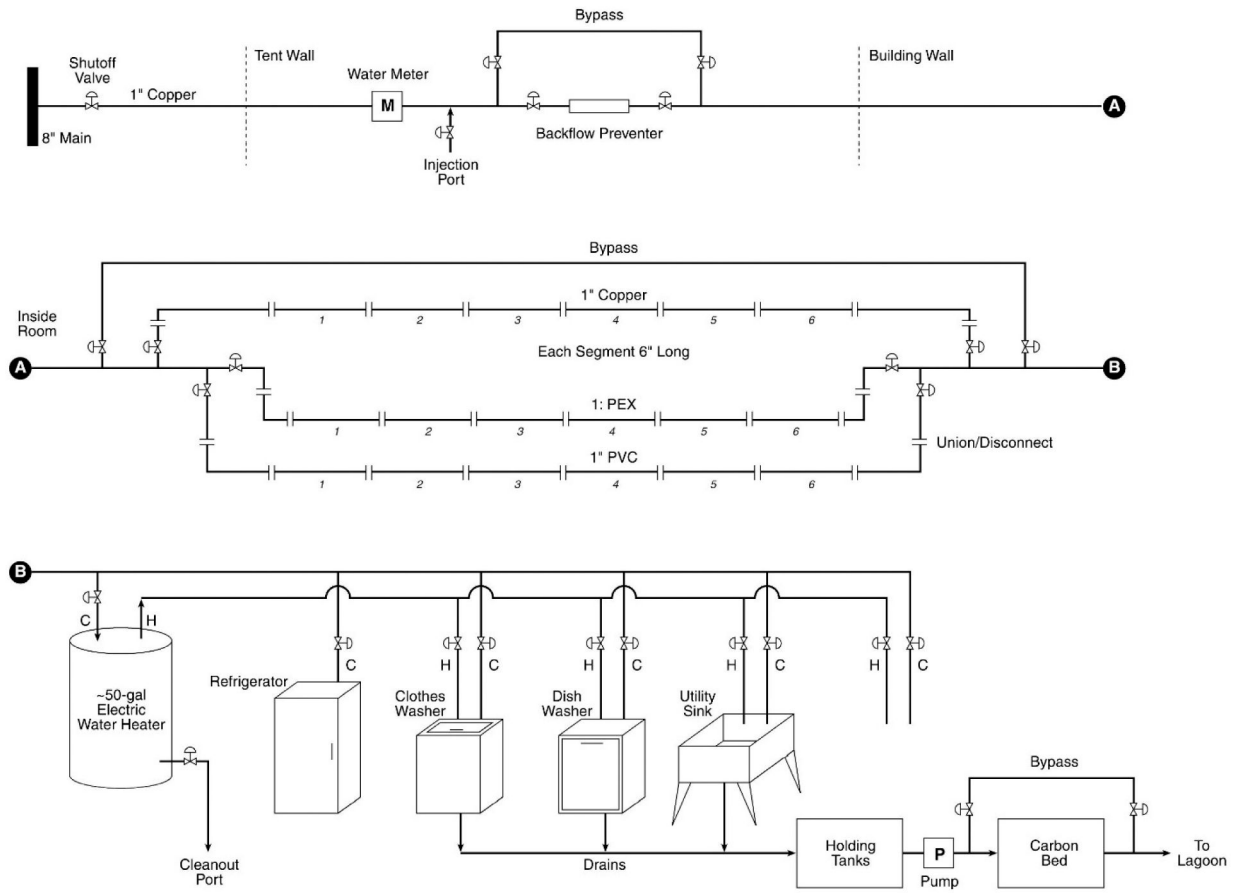 Bypass
Shutoff
Valve
Tent Wall
Building Wall
Water Meter
1" Copper
M
A
8" Main
Backflow Preventer
Injection
Port
Bypass
1" Copper
Inside
Room
1 2 3 4 5 6
Each Segment 6" Long
A
B
1: PEX
1 2 3 4 5 6
Union/Disconnect
1" PVC
1 2 3 4 5 6
B
C H
H C C H C H C H C
Refrigerator
~50-gal
Electric
Water Heater
Clothes
Washer
Dish
Washer
Utility
Sink
Bypass
Cleanout
Port
Drains
Holding
Tanks
P
Pump
Carbon
Bed
To
Lagoon